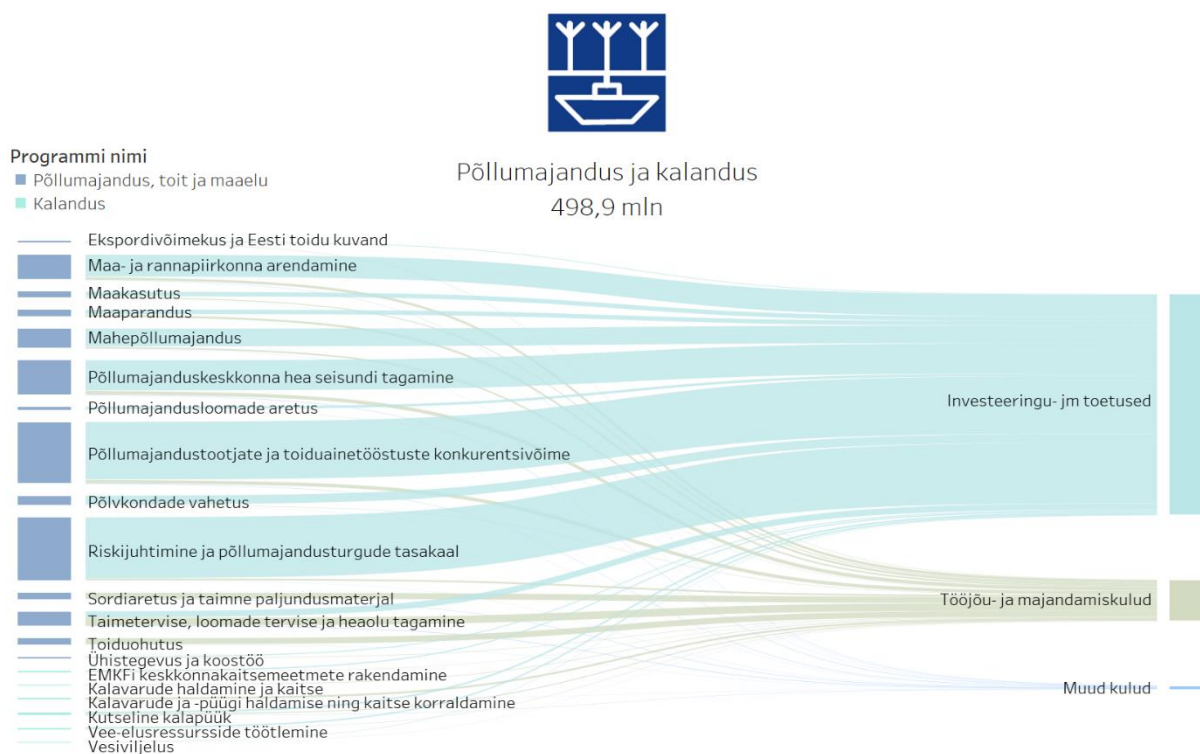 Põllumajandus ja kalandus
498,9 mln
Programmi nimi
Põllumajandus, toit ja maaelu
Kalandus
Ekspordivõimekus ja Eesti toidu kuvand
Maa- ja rannapiirkonna arendamine
Maakasutus
Maaparandus
Mahepõllumajandus
Põllumajanduskeskkonna hea seisundi tagamine
Põllumajandusloomade aretus
Põllumajandustootjate ja toiduainetööstuste konkurentsivõime
Põlvkondade vahetus
Riskijuhtimine ja põllumajandusturgude tasakaal
Sordiaretus ja taimne paljundusmaterjal
Taimetervise, loomade tervise ja heaolu tagamine
Toiduohutus
Ühistegevus ja koostöö
EMKFi keskkonnakaitsemeetmete rakendamine
Kalavarude haldamine ja kaitse
Kalavarude ja -püügi haldamise ning kaitse korraldamine
Kutseline kalapüük
Vee-elusressursside töötlemine
Vesiviljelus
Investeeringu- jm toetused
Tööjõu- ja majandamiskulud
Muud kulud